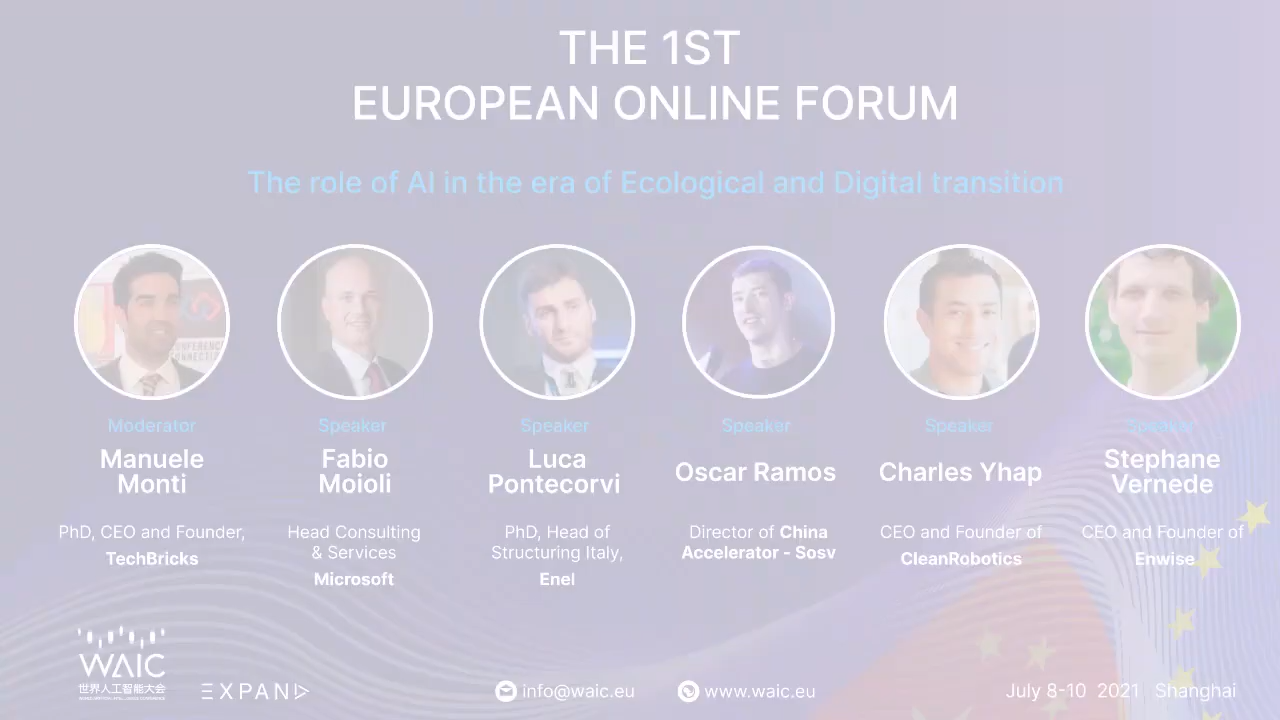 THE 1ST
EUROPEAN ONLINE FORUM
The role of AI in the era of Ecological and Digital transition
CONFERENCE
CONNECTIO
Moderator
Manuele
Monti
PhD, CEO and Founder,
TechBricks
Speaker
Fabio
Moioli
Head Consulting
& Services
Microsoft
Speaker
Luca
Pontecorvi
PhD, Head of
Structuring Italy,
Enel
Speaker
Oscar Ramos
Director of China
Accelerator - Sosv
Speaker
Charles Yhap
CEO and Founder of
CleanRobotics
Speaker
Stephane
Vernede
CEO and Founder of
Enwise
WAIC
世界人工智能大会
EXPAND
info@waic.eu
www.waic.eu
July 8-10 2021 Shanghai